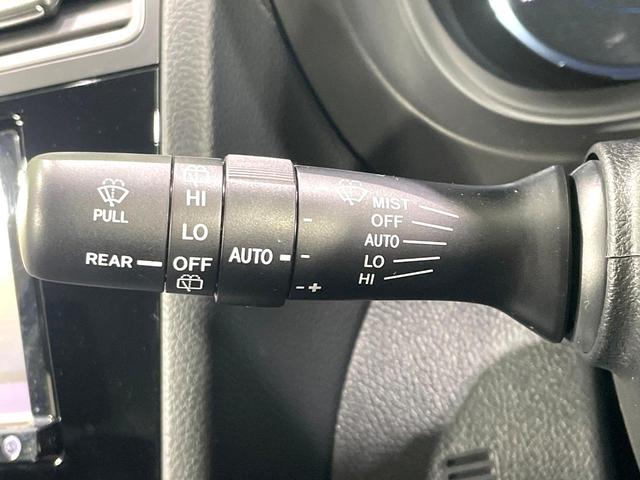 PULL
REAR
HI
LO
OFF
AUTO
- 
-
- +
MIST
OFF
AUTO
LO
HI